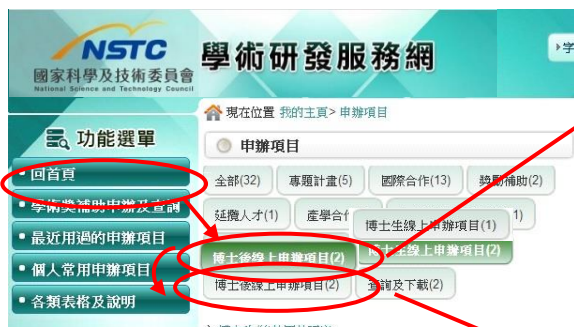 NSTC
國家科學及技術委員會
National Science and Technology Council
學術研發服務網
字
現在位置 我的主頁> 申辦項目
功能選單
申辦項目
回首頁
學術獎補助申辦及查詢
最近用過的申辦項目
個人常用申辦項目
各類表格及說明
全部(32) 專題計畫(5) 國際合作(13) 獎勵補助(2)
延攬人才(1) 產學合 博士生線上申辦項目(1) 1)
博士後線上申辦項目(2) 博士生線上申辦項目(2)
博士後線上申辦項目(2) 查詢及下載(2)